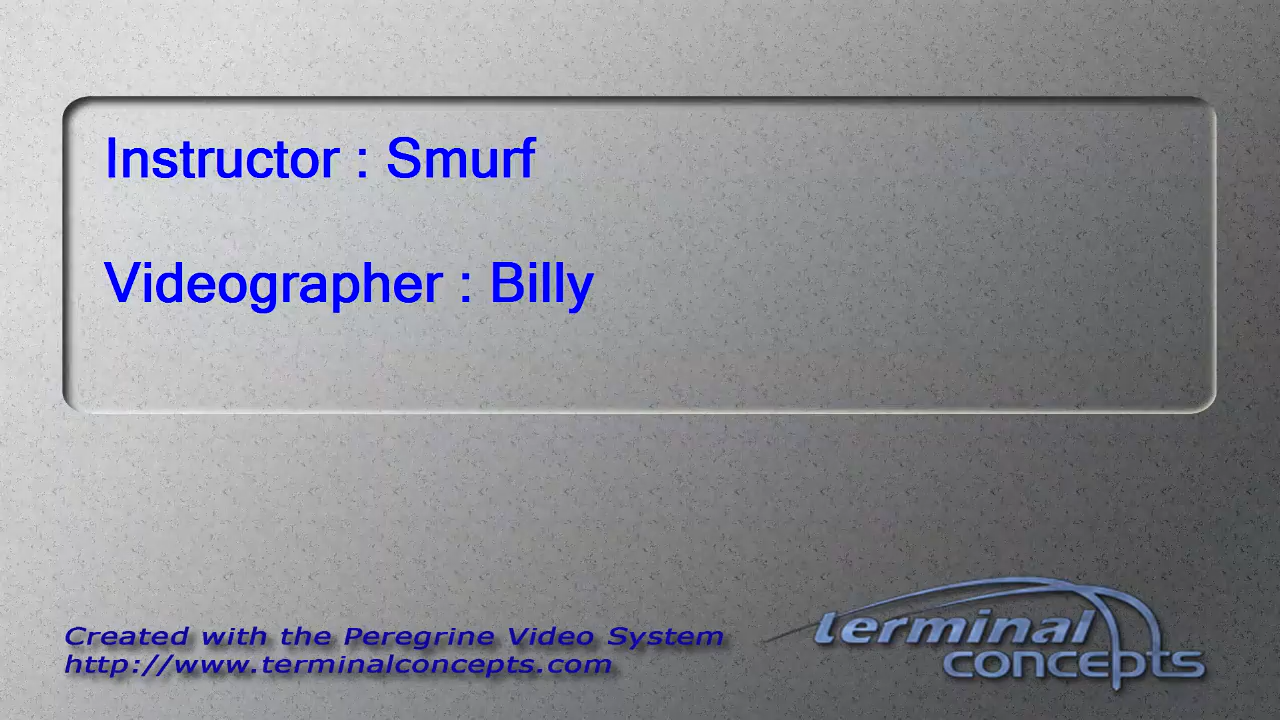 Instructor : Smurf
Videographer : Billy
Created with the Peregrine Video System
http://www.terminalconcepts.com
terminal
concepts